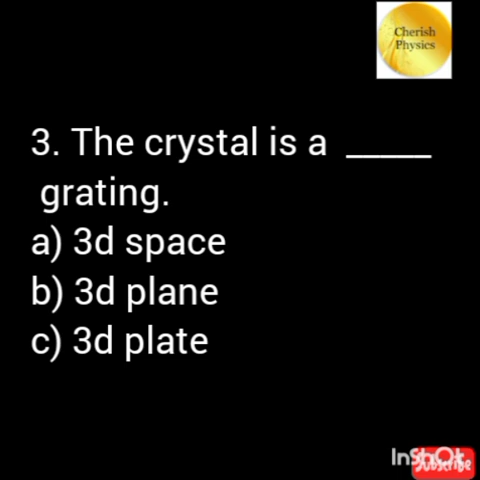 Cherish
Physics
3. The crystal is a _____
grating.
a) 3d space
b) 3d plane
c) 3d plate
InShOt
Subscribe